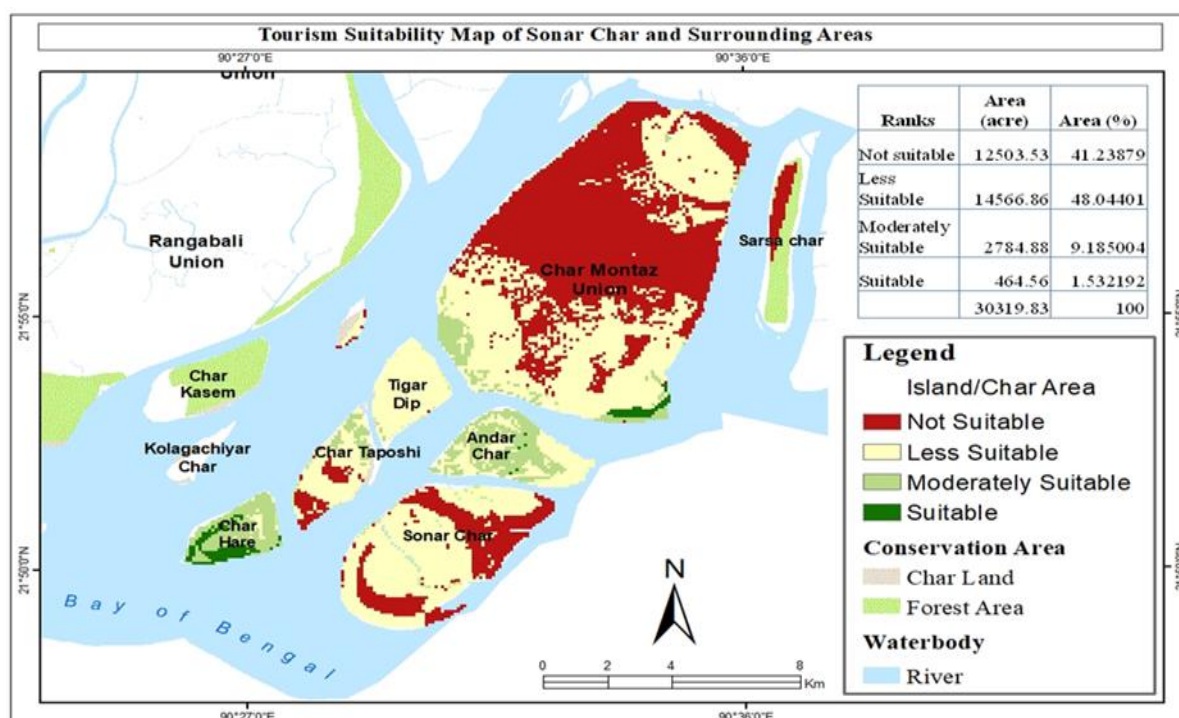 Tourism Suitability Map of Sonar Char and Surrounding Areas
90°27'0"E
90°36'0"E
Union
Ranks
Area
(acre)
Area (%)
Not suitable 12503.53 41.23879
Less
Suitable 14566.86 48.04401
Moderately
Suitable 2784.88 9.185004
Suitable 464.56 1.532192
30319.83 100
Rangabali
Union
Sarsa char
Char Montaz
Union
21°55'0"N
Char
Kasem
Tigar
Dip
Kolagachiyar
Char
Char Taposhi
Andar
Char
Char
Hare
Sonar Char
21°50'0"N
Bay of Bengal
N
0 2 4 8
Km
Legend
Island/Char Area
Not Suitable
Less Suitable
Moderately Suitable
Suitable
Conservation Area
Char Land
Forest Area
Waterbody
River
90°27'0"E
90°36'0"E